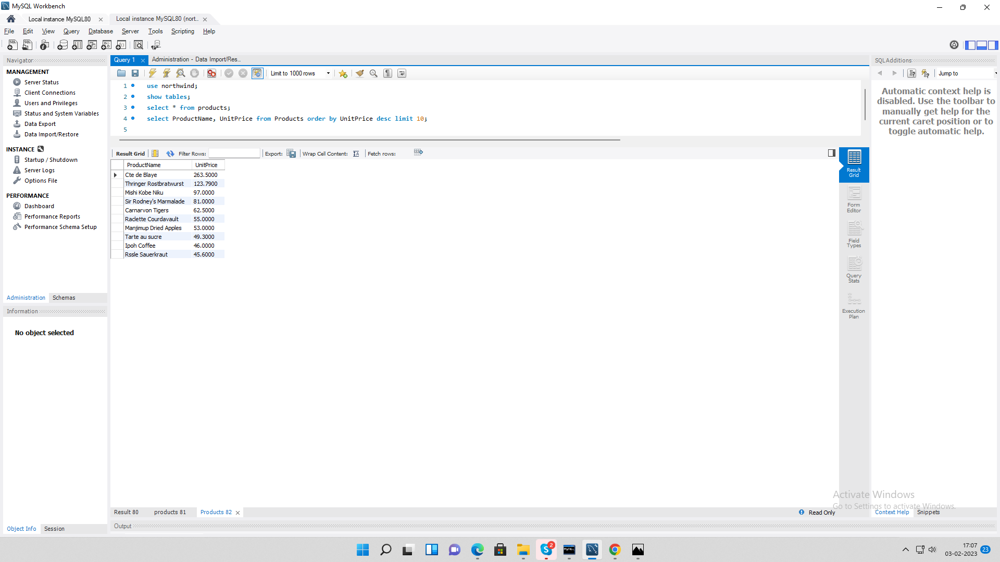 MySQL Workbench
Local instance MySQL80
Local instance MySQL80 (nort...
File Edit View Query Database Server Tools Scripting Help
Navigator
MANAGEMENT
Server Status
Client Connections
Users and Privileges
Status and System Variables
Data Export
Data Import/Restore
INSTANCE
Startup / Shutdown
Server Logs
Options File
PERFORMANCE
Dashboard
Performance Reports
Performance Schema Setup
Administration Schemas
Information
No object selected
Object Info Session
Query 1 Administration - Data Import/Res...
Limit to 1000 rows
1 use northwind;
2 show tables;
3 select * from products;
4 select ProductName, UnitPrice from Products order by UnitPrice desc limit 10;
5
Result Grid Filter Rows: Export: Wrap Cell Content: Fetch rows:
ProductName UnitPrice
Cte de Blaye 263.5000
Thringer Rostbratwurst 123.7900
Mishi Kobe Niku 97.0000
Sir Rodney's Marmalade 81.0000
Carnarvon Tigers 62.5000
Raclette Courdavault 55.0000
Manjimup Dried Apples 53.0000
Tarte au sucre 49.3000
Ipoh Coffee 46.0000
Rssle Sauerkraut 45.6000
Result
Grid
Form
Editor
Field
Types
Query
Stats
Execution
Plan
Result 80 products 81 Products 82
Read Only
Output
SQLAdditions
Jump to
Automatic context help is
disabled. Use the toolbar to
manually get help for the
current caret position or to
toggle automatic help.
Activate Windows
Go to Settings to activate Windows.
Context Help Snippets
2
MySQL
17:07
03-02-2023
23